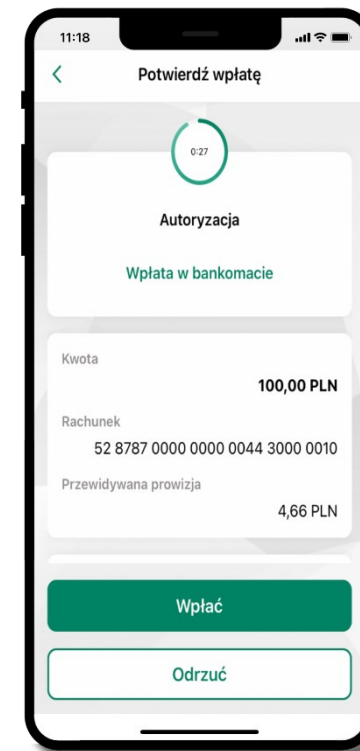 11:18
Potwierdź wpłatę
0:27
Autoryzacja
Wpłata w bankomacie
Kwota
100,00 PLN
Rachunek
52 8787 0000 0000 0044 3000 0010
Przewidywana prowizja
4,66 PLN
Wpłać
Odrzuć